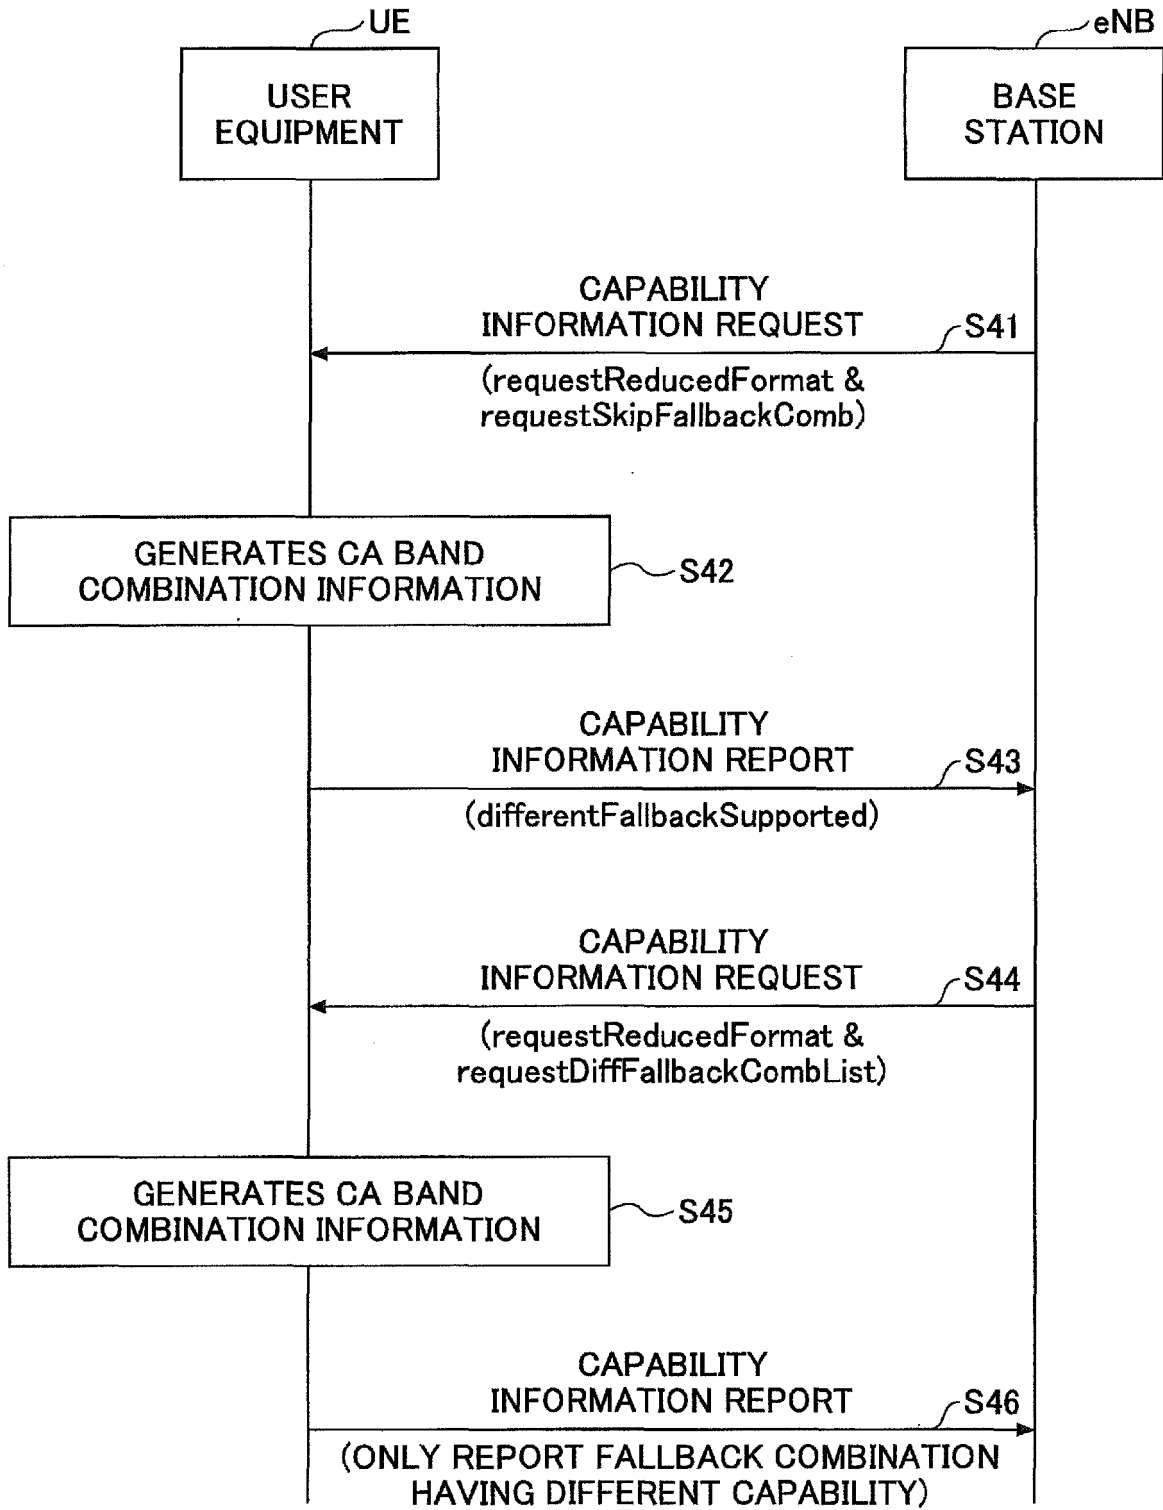 UE
eNB
USER
EQUIPMENT
BASE
STATION
CAPABILITY
INFORMATION REQUEST
S41
(requestReducedFormat &
requestSkipFallbackComb)
GENERATES CA BAND
COMBINATION INFORMATION
S42
CAPABILITY
INFORMATION REPORT
S43
(differentFallbackSupported)
CAPABILITY
INFORMATION REQUEST
S44
(requestReducedFormat &
requestDiffFallbackCombList)
GENERATES CA BAND
COMBINATION INFORMATION
S45
CAPABILITY
INFORMATION REPORT
S46
(ONLY REPORT FALLBACK COMBINATION
HAVING DIFFERENT CAPABILITY)